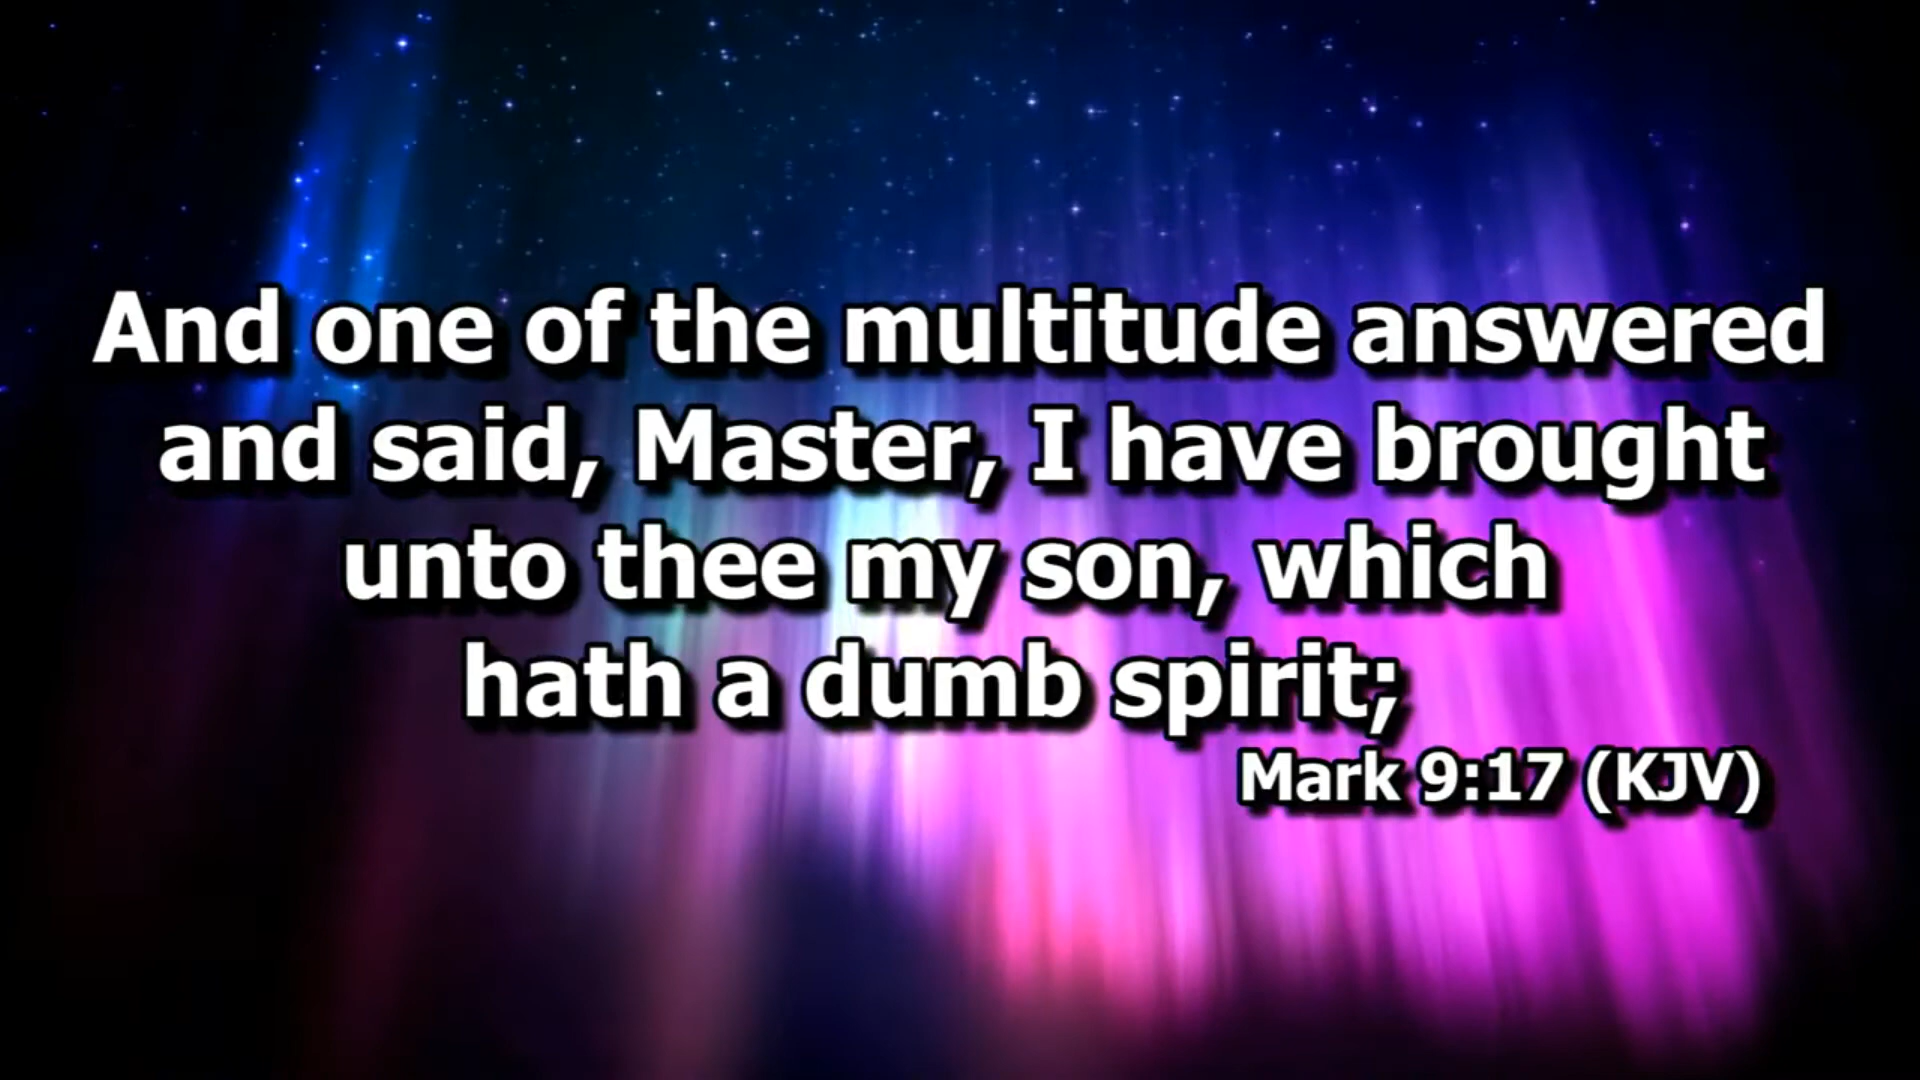 And one of the multitude answered
and said, Master, I have brought
unto thee my son, which
hath a dumb spirit;
Mark 9:17 (KJV)